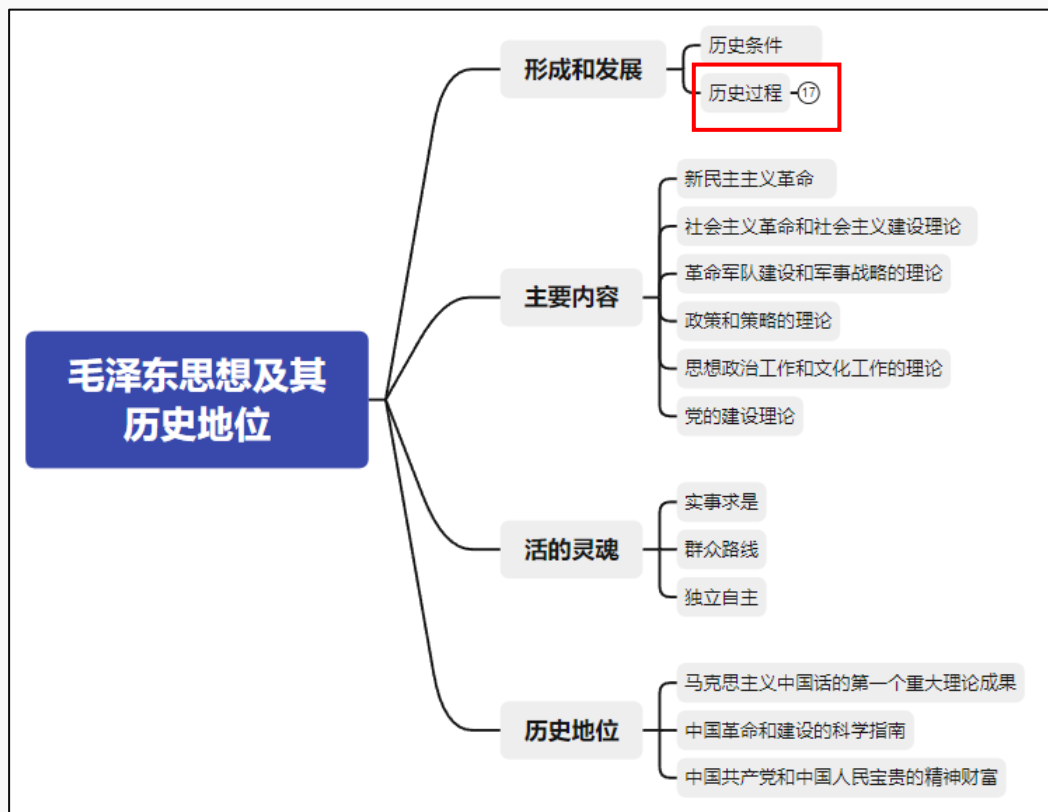 毛泽东思想及其
历史地位
形成和发展
历史条件
历史过程
17
主要内容
新民主主义革命
社会主义革命和社会主义建设理论
革命军队建设和军事战略的理论
政策和策略的理论
思想政治工作和文化工作的理论
党的建设理论
活的灵魂
实事求是
群众路线
独立自主
历史地位
马克思主义中国话的第一个重大理论成果
中国革命和建设的科学指南
中国共产党和中国人民宝贵的精神财富